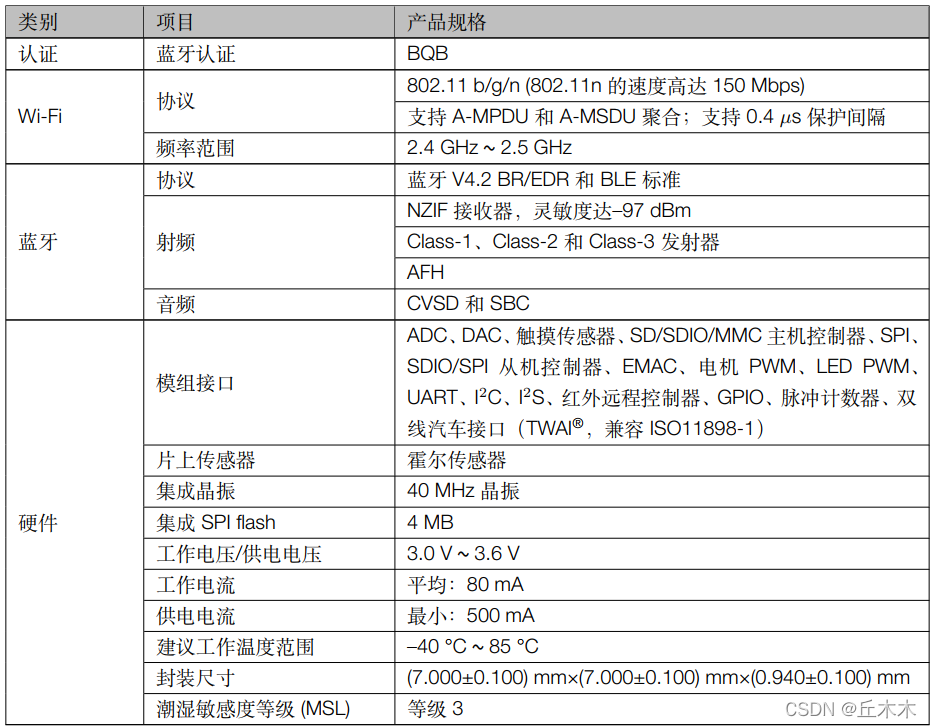 类别 项目 产品规格
认证 蓝牙认证 BQB
Wi-Fi 协议 802.11 b/g/n (802.11n 的速度高达 150 Mbps)
支持 A-MPDU 和 A-MSDU 聚合；支持 0.4 μs 保护间隔
频率范围 2.4 GHz ~ 2.5 GHz
蓝牙 协议 蓝牙 V4.2 BR/EDR 和 BLE 标准
射频 NZIF 接收器，灵敏度达–97 dBm
Class-1、Class-2 和 Class-3 发射器
AFH
音频 CVSD 和 SBC
硬件 模组接口 ADC、DAC、触摸传感器、SD/SDIO/MMC 主机控制器、SPI、
SDIO/SPI 从机控制器、EMAC、电机 PWM、LED PWM、
UART、I²C、I²S、红外远程控制器、GPIO、脉冲计数器、双
线汽车接口（TWAI®，兼容 ISO11898-1）
片上传感器 霍尔传感器
集成晶振 40 MHz 晶振
集成 SPI flash 4 MB
工作电压/供电电压 3.0 V ~ 3.6 V
工作电流 平均：80 mA
供电电流 最小：500 mA
建议工作温度范围 –40 °C ~ 85 °C
封装尺寸 (7.000±0.100) mm×(7.000±0.100) mm×(0.940±0.100) mm
潮湿敏感度等级 (MSL) 等级 3
CSDN @丘木木